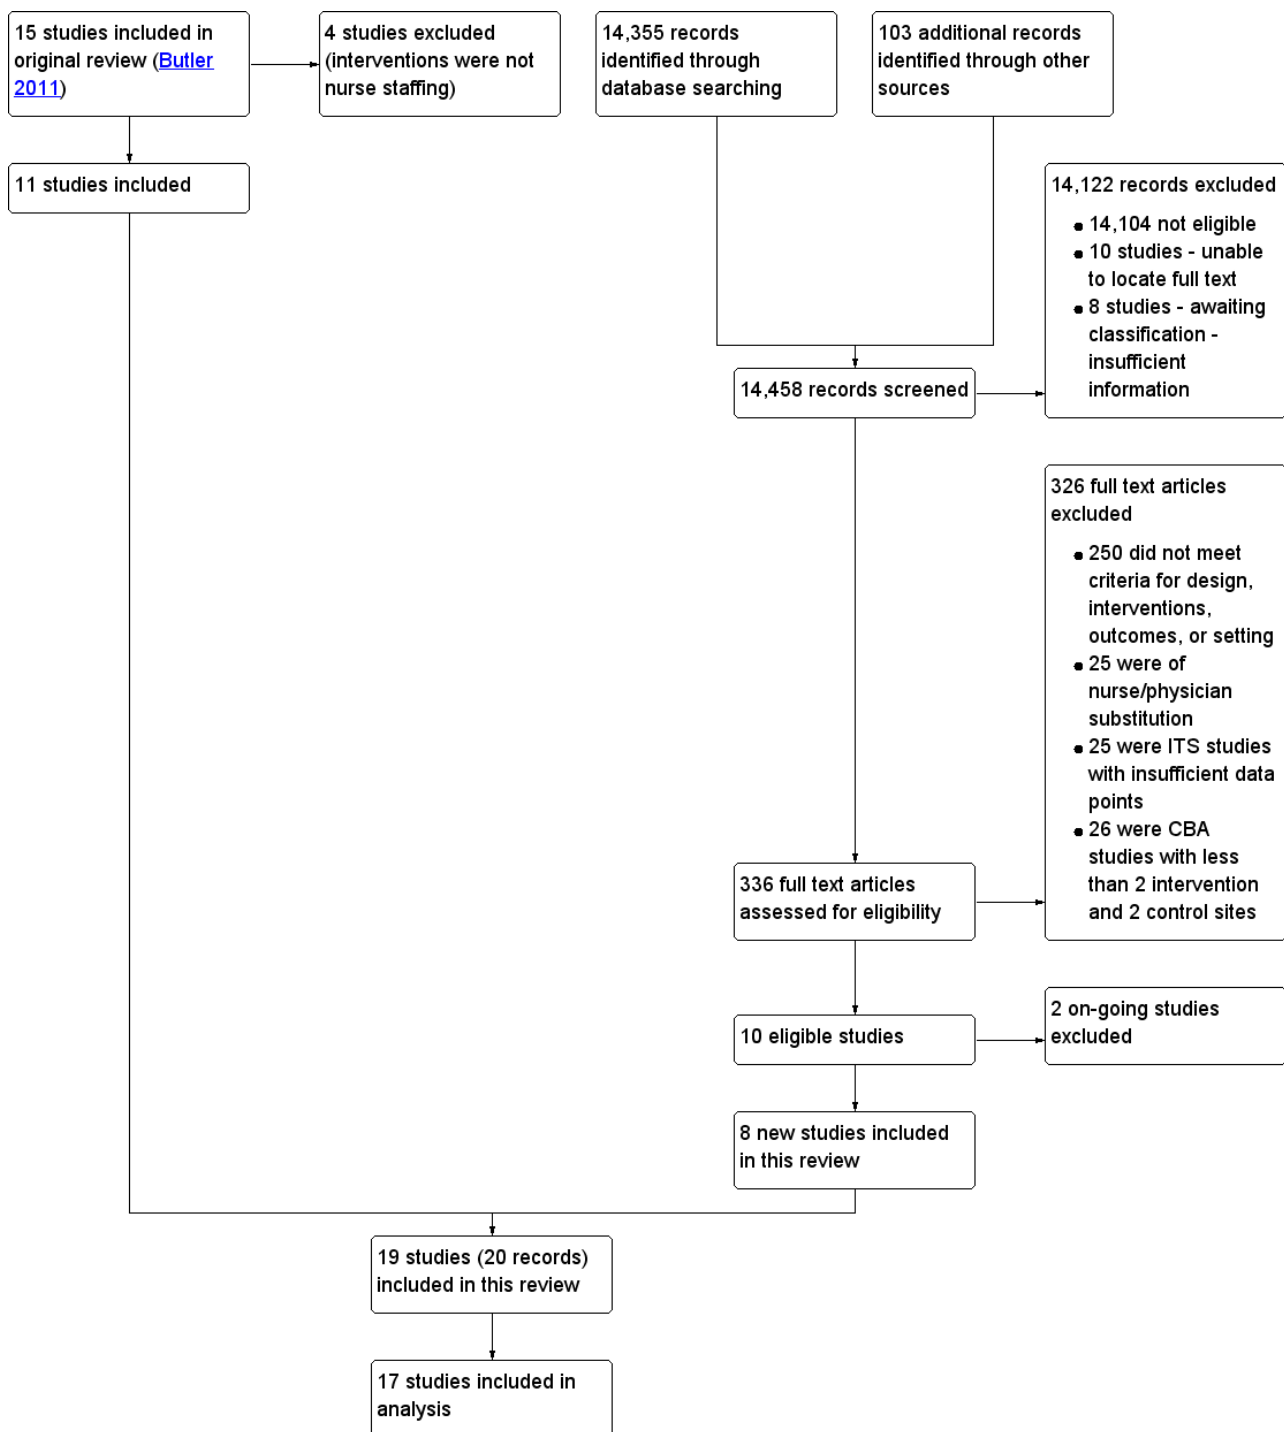 15 studies included in
original review (Butler
2011)
4 studies excluded
(interventions were not
nurse staffing)
14,355 records
identified through
database searching
103 additional records
identified through other
sources
11 studies included
14,122 records excluded
● 14,104 not eligible
● 10 studies - unable
to locate full text
● 8 studies - awaiting
classification -
insufficient
information
14,458 records screened
326 full text articles
excluded
● 250 did not meet
criteria for design,
interventions,
outcomes, or setting
● 25 were of
nurse/physician
substitution
● 25 were ITS studies
with insufficient data
points
● 26 were CBA
studies with less
than 2 intervention
and 2 control sites
336 full text articles
assessed for eligibility
10 eligible studies
2 on-going studies
excluded
8 new studies included
in this review
19 studies (20 records)
included in this review
17 studies included in
analysis